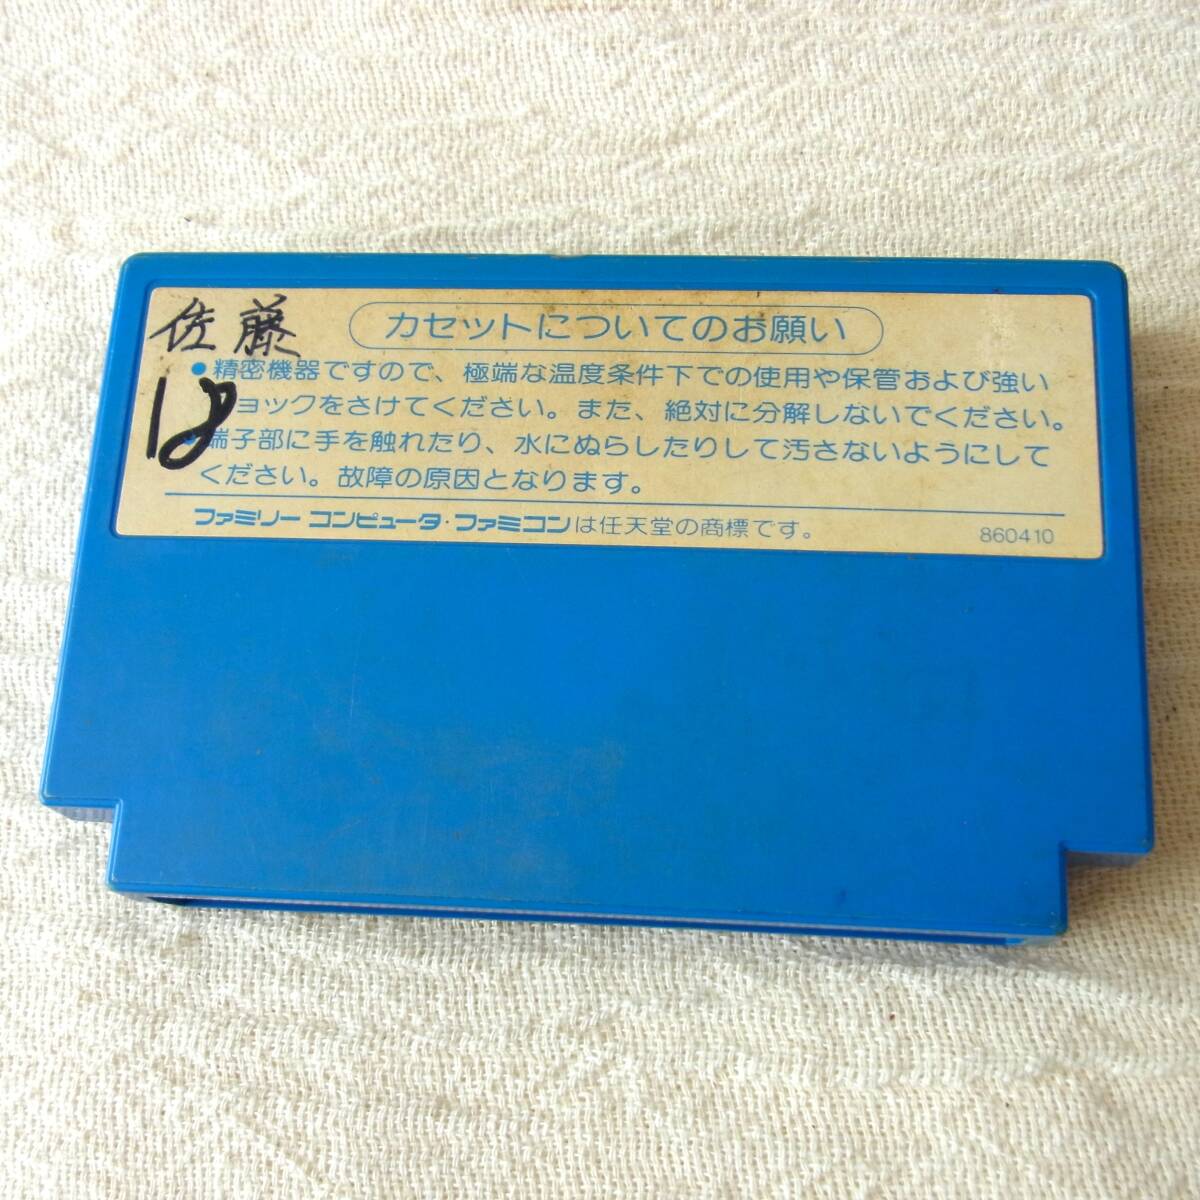 佐藤
カセットについてのお願い
●精密機器ですので、極端な温度条件下での使用や保管および強い
ョックをさけてください。また、絶対に分解しないでください。
端子部に手を触れたり、水にぬらしたりして汚さないようにして
ください。故障の原因となります。
ファミリー コンピュータ・ファミコンは任天堂の商標です。
860410